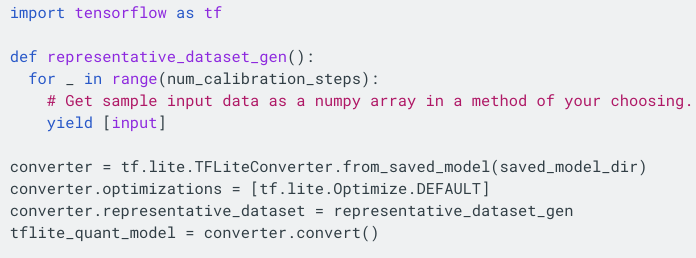 import tensorflow as tf
def representative_dataset_gen():
for _ in range(num_calibration_steps):
# Get sample input data as a numpy array in a method of your choosing.
yield [input]
converter = tf.lite.TFLiteConverter.from_saved_model(saved_model_dir)
converter.optimizations = [tf.lite.Optimize.DEFAULT]
converter.representative_dataset = representative_dataset_gen
tflite_quant_model = converter.convert()